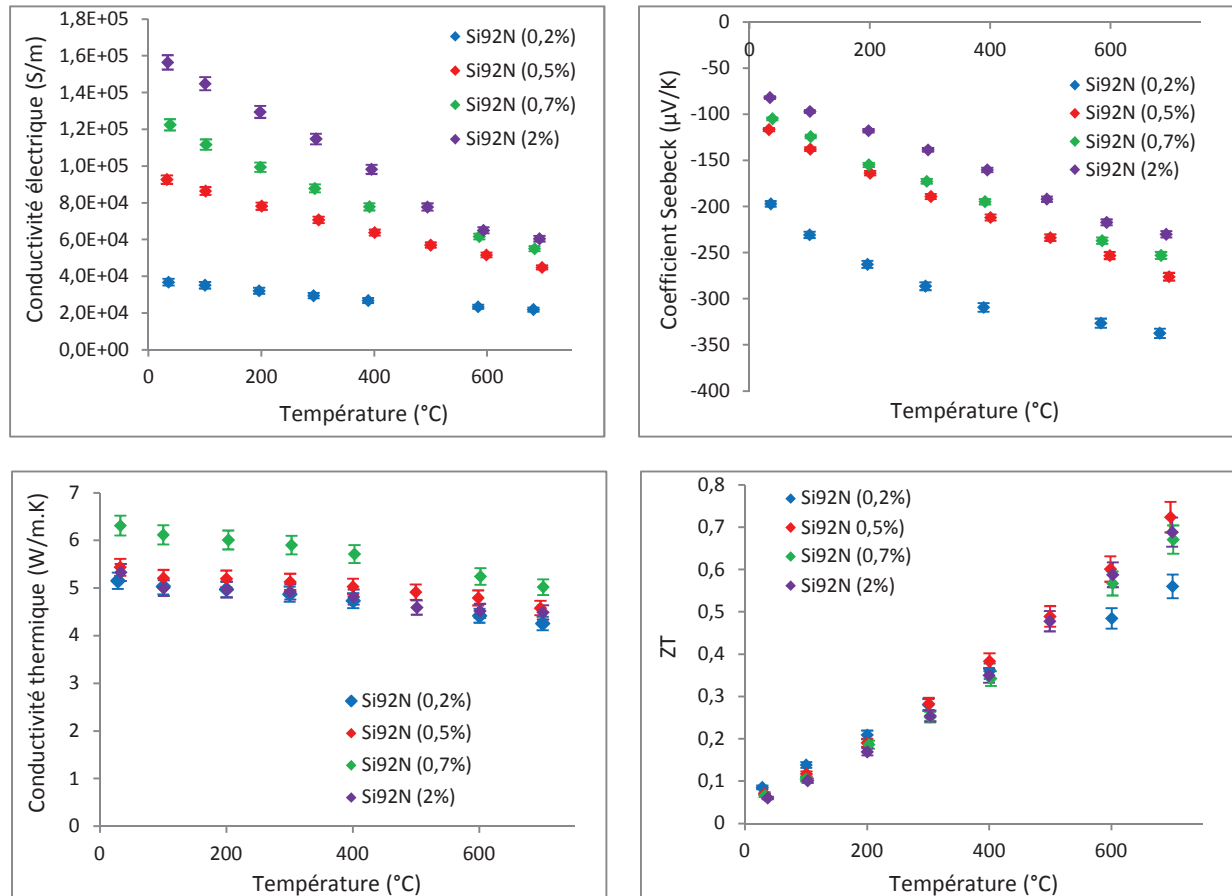 Conductivité électrique (S/m)
1,8E+05
1,6E+05
1,4E+05
1,2E+05
1,0E+05
8,0E+04
6,0E+04
4,0E+04
2,0E+04
0,0E+00
0 200 400 600
Température (°C)
Si92N (0,2%)
Si92N (0,5%)
Si92N (0,7%)
Si92N (2%)
Coefficient Seebeck (µV/K)
0
-50
-100
-150
-200
-250
-300
-350
-400
0 200 400 600
Température (°C)
Si92N (0,2%)
Si92N (0,5%)
Si92N (0,7%)
Si92N (2%)
Conductivité thermique (W/m.K)
7
6
5
4
3
2
1
0
0 200 400 600
Température (°C)
Si92N (0,2%)
Si92N (0,5%)
Si92N (0,7%)
Si92N (2%)
ZT
0,8
0,7
0,6
0,5
0,4
0,3
0,2
0,1
0
0 200 400 600
Température (°C)
Si92N (0,2%)
Si92N 0,5%)
Si92N (0,7%)
Si92N (2%)